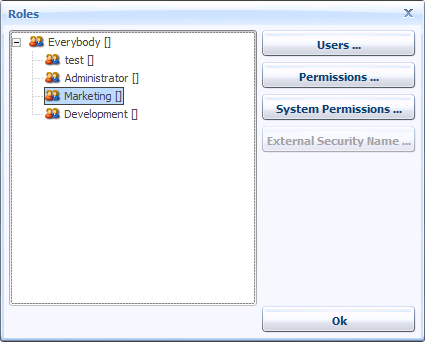 Roles
Everybody []
test []
Administrator []
Marketing []
Development []
Users ...
Permissions ...
System Permissions ...
External Security Name ...
Ok